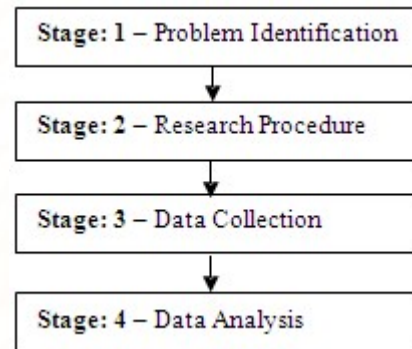 Stage: 1 – Problem Identification
Stage: 2 – Research Procedure
Stage: 3 – Data Collection
Stage: 4 – Data Analysis